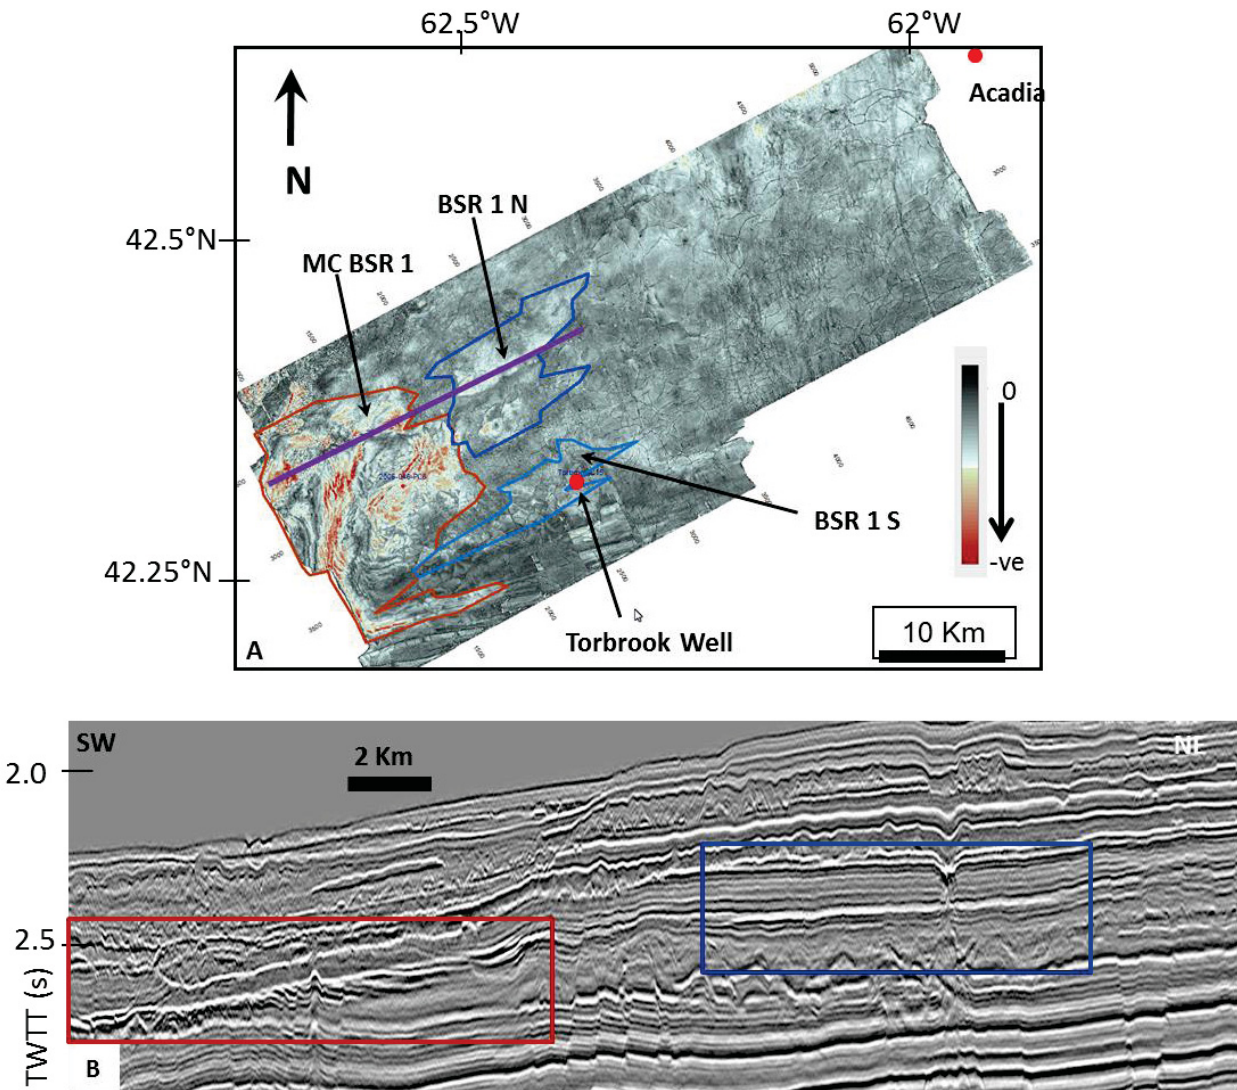 62.5°W
62°W
Acadia
N
BSR 1 N
42.5°N
MC BSR 1
0
-ve
BSR 1 S
42.25°N
Torbrook Well
10 Km
A
SW
NE
2 Km
2.0
2.5
TWTT (s)
B